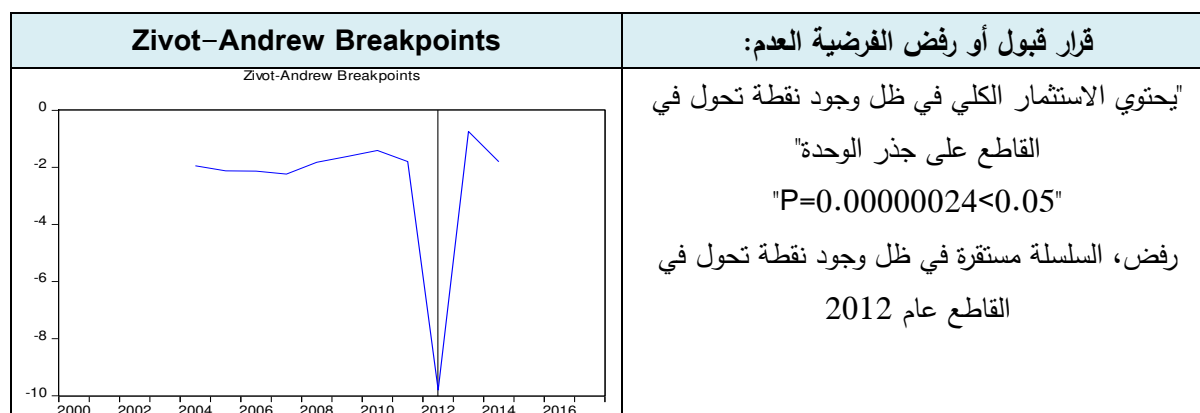 Zivot-Andrew Breakpoints
قرار قبول أو رفض الفرضية العدم:
Zivot-Andrew Breakpoints
0
-2
-4
-6
-8
-10
2000 2002 2004 2006 2008 2010 2012 2014 2016
"يحتوي الاستثمار الكلي في ظل وجود نقطة تحول في
القاطع على جذر الوحدة"
"P=0.00000024<0.05"
رفض، السلسلة مستقرة في ظل وجود نقطة تحول في
القاطع عام 2012